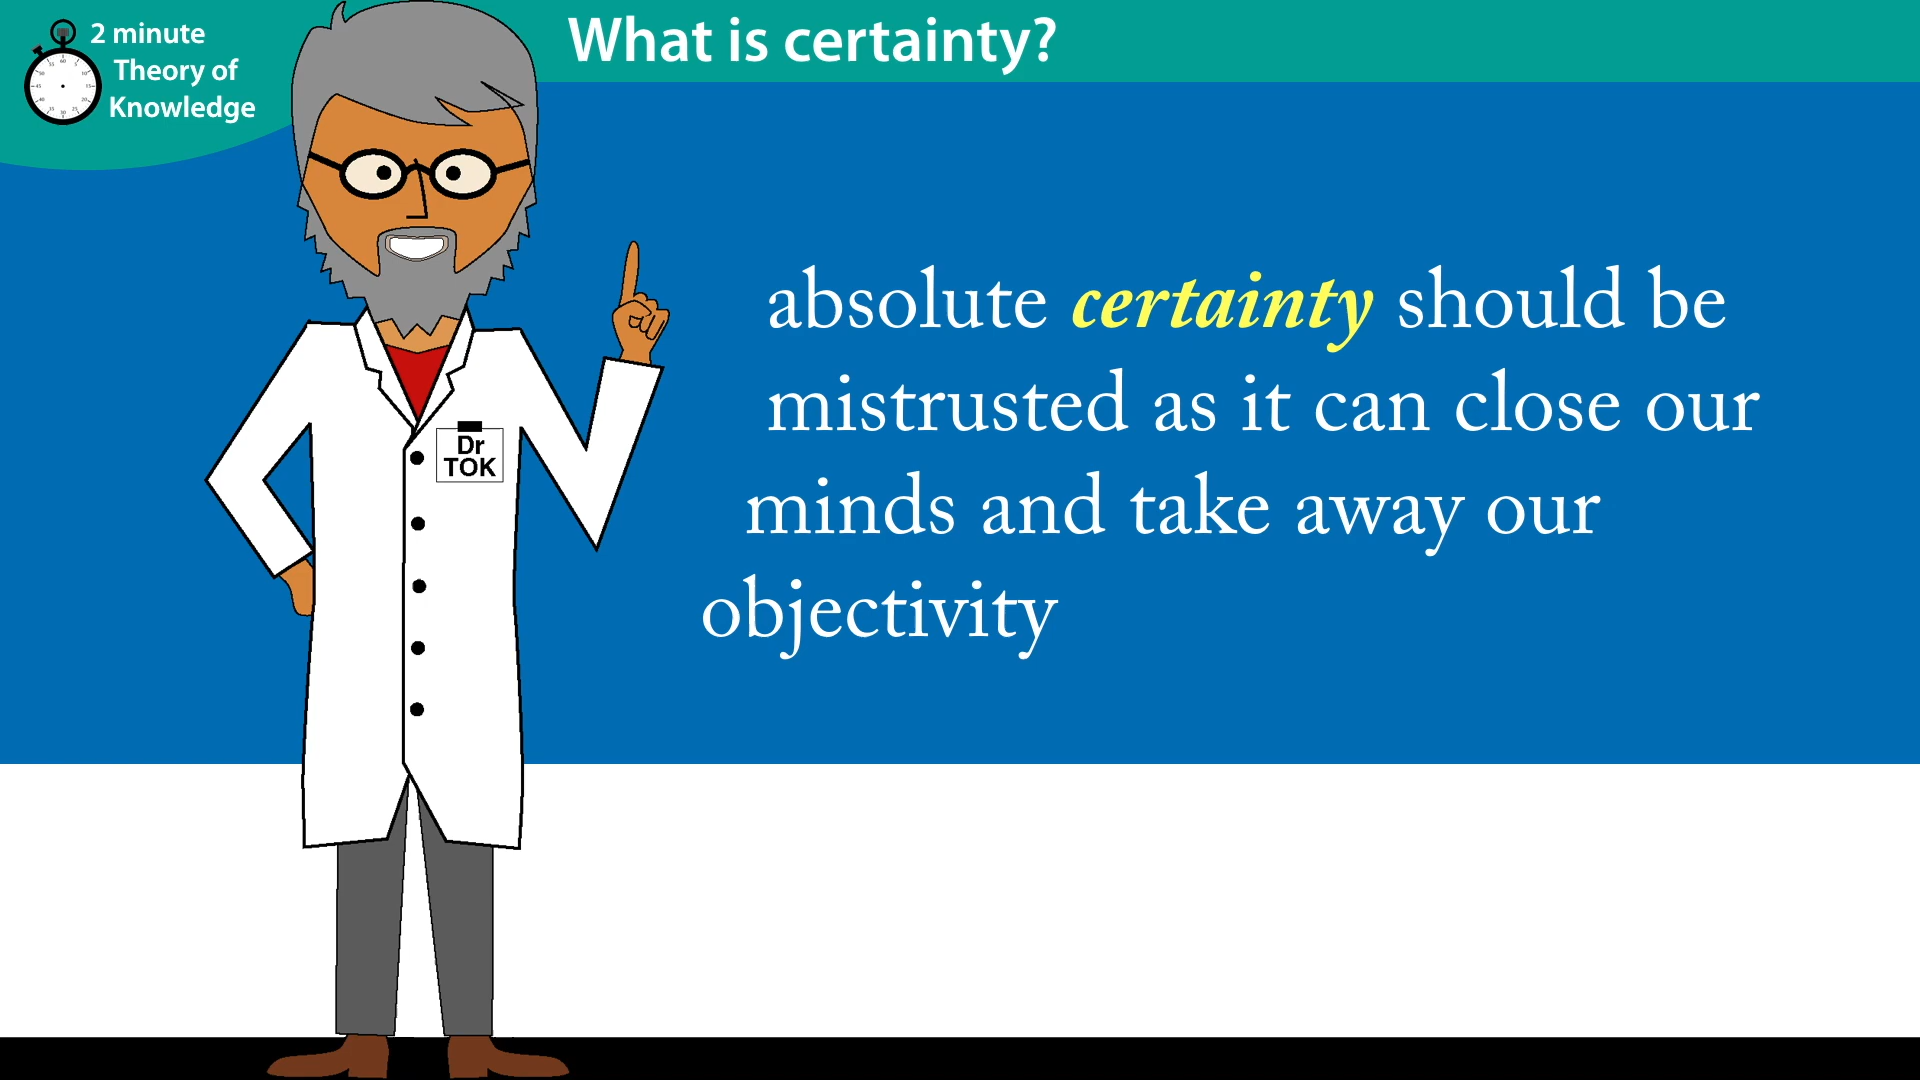 2 minute
Theory of
Knowledge
What is certainty?
Dr
TOK
absolute certainty should be
mistrusted as it can close our
minds and take away our
objectivity